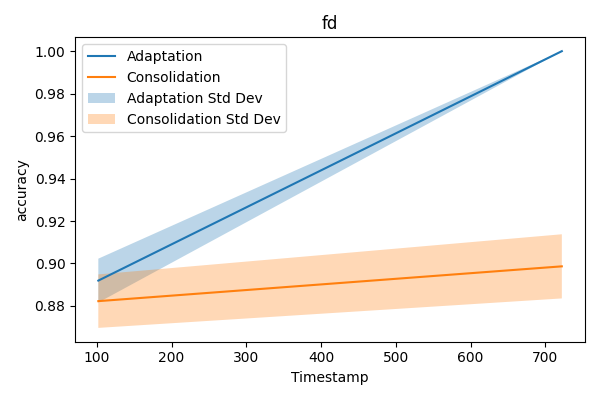 fd
Adaptation
Consolidation
Adaptation Std Dev
Consolidation Std Dev
accuracy
1.00
0.98
0.96
0.94
0.92
0.90
0.88
100 200 300 400 500 600 700
Timestamp